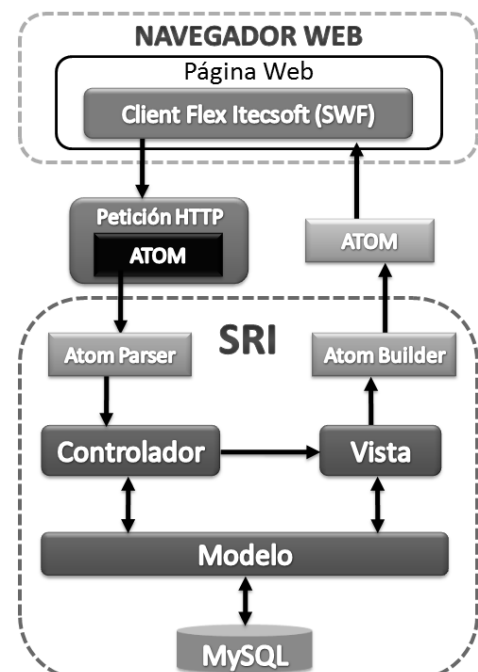 NAVEGADOR WEB
Página Web
Client Flex Itecsoft (SWF)
Petición HTTP
ATOM
ATOM
SRI
Atom Parser
Atom Builder
Controlador
Vista
Modelo
MySQL